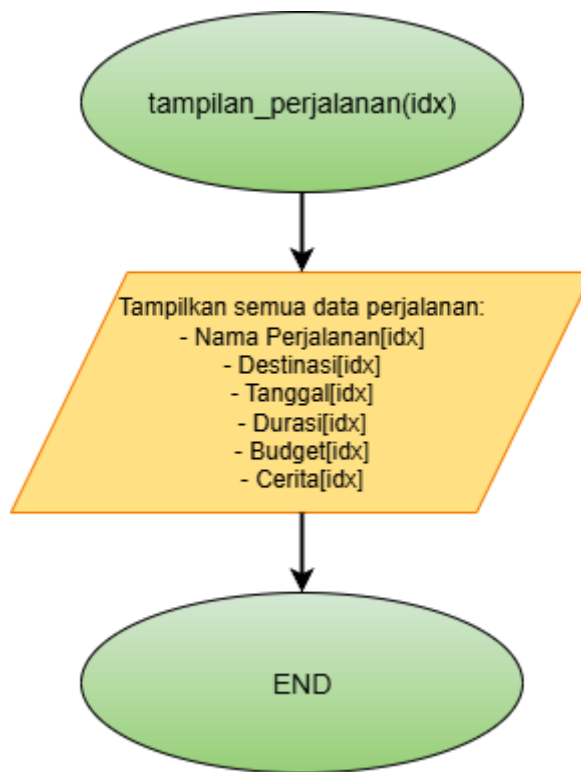 tampilan_perjalanan(idx)
Tampilkan semua data perjalanan:
- Nama Perjalanan[idx]
- Destinasi[idx]
- Tanggal[idx]
- Durasi[idx]
- Budget[idx]
- Cerita[idx]
END